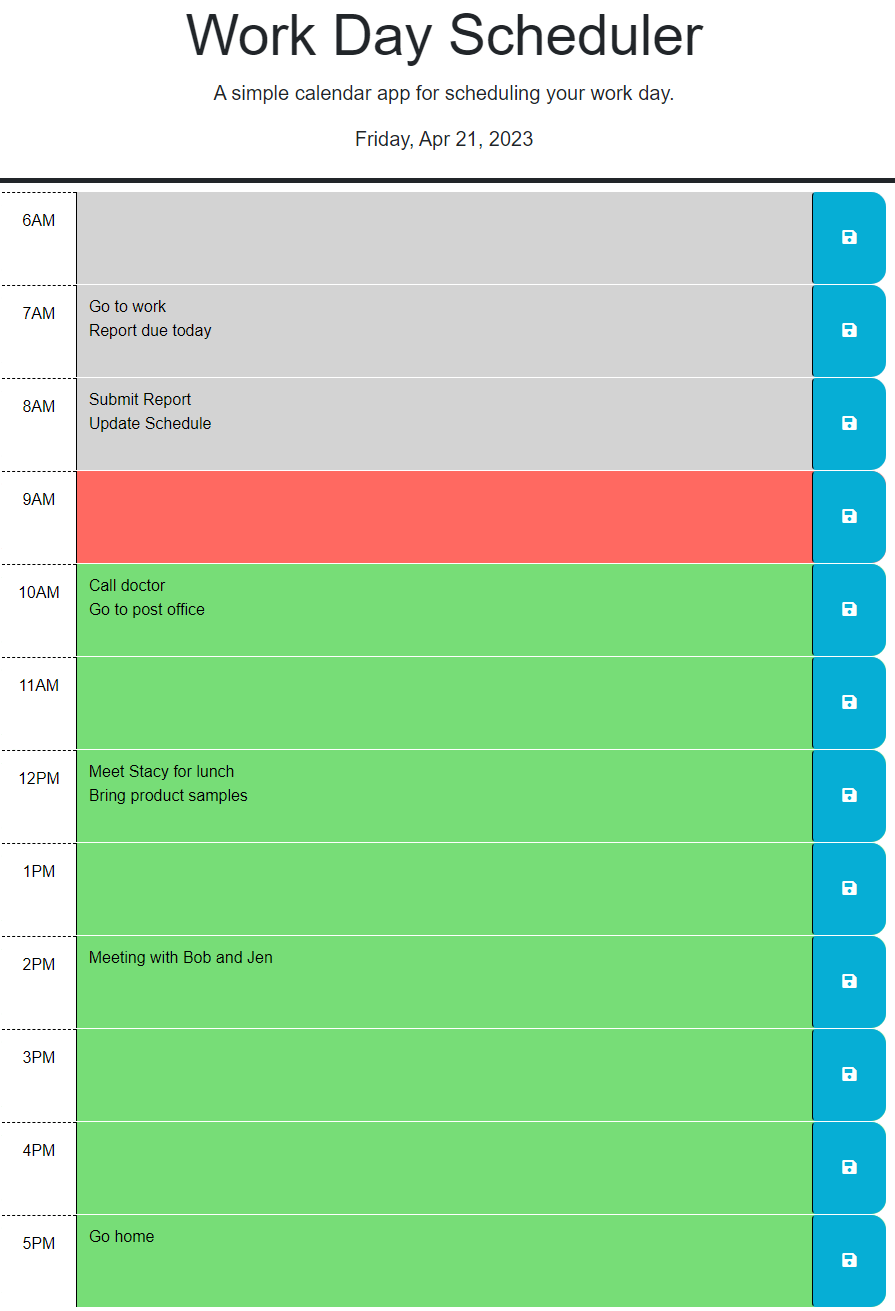 Work Day Scheduler
A simple calendar app for scheduling your work day.
Friday, Apr 21, 2023
6AM
7AM
Go to work
Report due today
8AM
Submit Report
Update Schedule
9AM
10AM
Call doctor
Go to post office
11AM
12PM
Meet Stacy for lunch
Bring product samples
1PM
2PM
Meeting with Bob and Jen
3PM
4PM
5PM
Go home